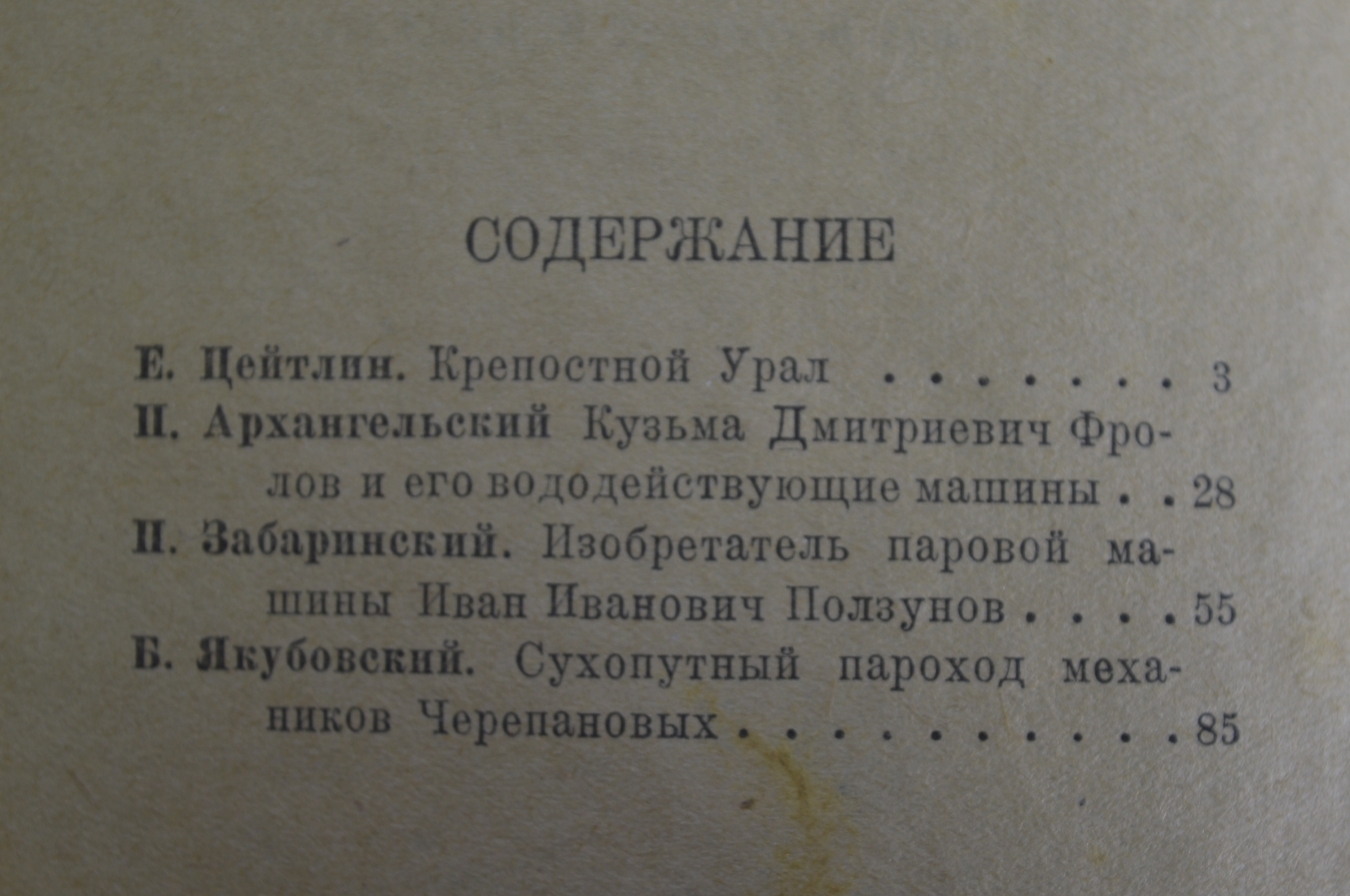 СОДЕРЖАНИЕ
Е. Цейтлин. Крепостной Урал . . . . . . . 3
П. Архангельский Кузьма Дмитриевич Фро-
лов и его вододействующие машины . . 28
П. Забаринский. Изобретатель паровой ма-
шины Иван Иванович Ползунов . . . . 55
Б. Якубовский. Сухопутный пароход меха-
ников Черепановых . . . . . . . . . . 85